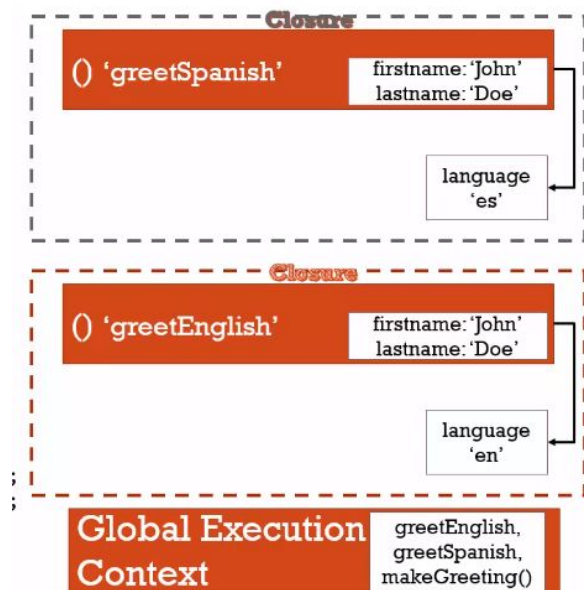 Closure
() ‘greetSpanish’
firstname: ‘John’
lastname: ‘Doe’
language
‘es’
Closure
() ‘greetEnglish’
firstname: ‘John’
lastname: ‘Doe’
language
‘en’
Global Execution
Context
greetEnglish,
greetSpanish,
makeGreeting()